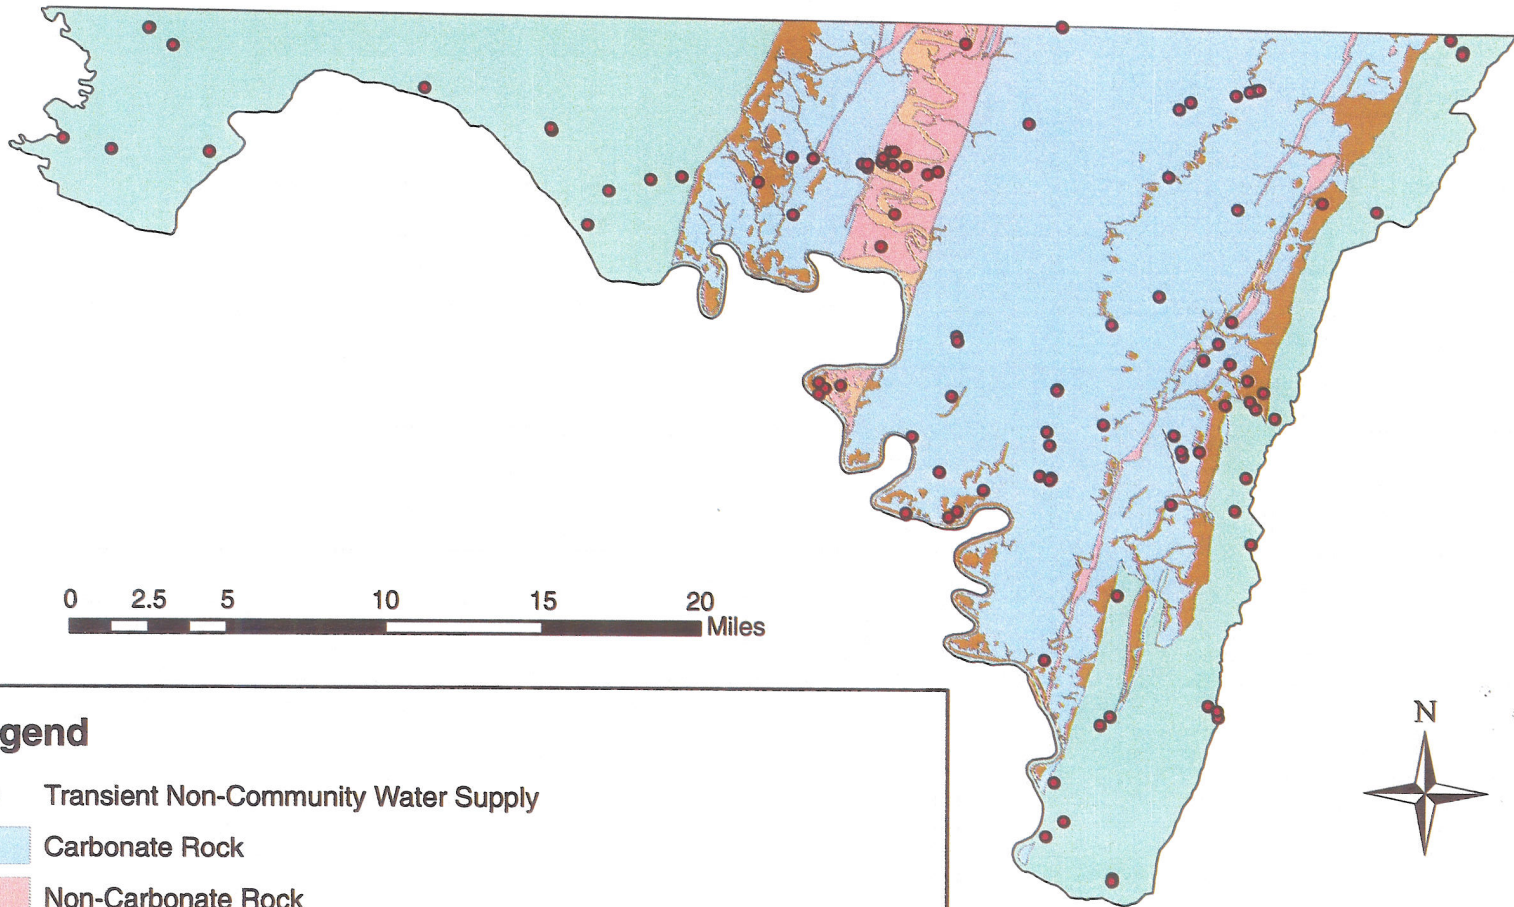 0 2.5 5 10 15 20
Miles
gend
N
Transient Non-Community Water Supply
Carbonate Rock
Non-Carbonate Rock